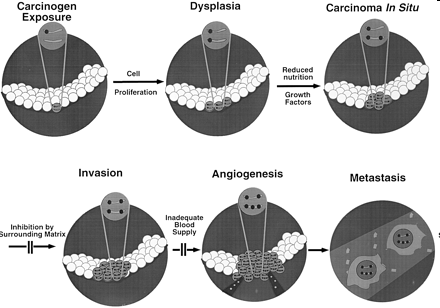 Carcinogen
Exposure
Dysplasia
Carcinoma In Situ
Cell
Proliferation
Reduced
nutrition
Growth
Factors
Invasion
Angiogenesis
Metastasis
Inhibition by
Surrounding Matrix
Inadequate
Blood
Supply
S